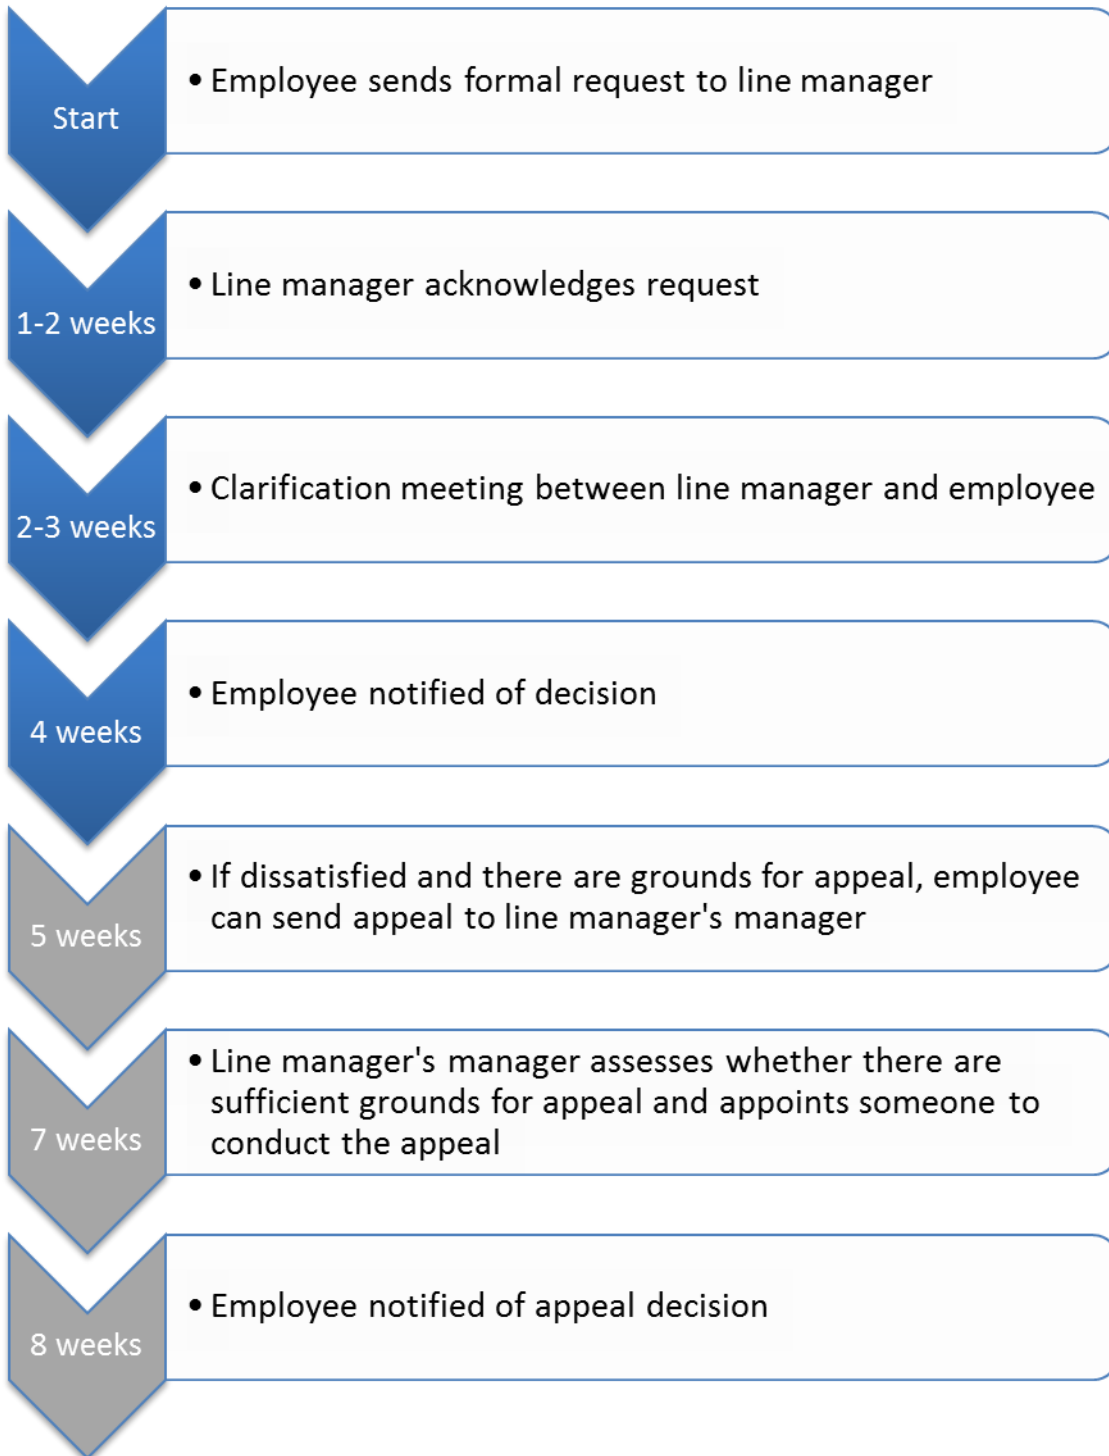 Start
• Employee sends formal request to line manager
1-2 weeks
• Line manager acknowledges request
2-3 weeks
• Clarification meeting between line manager and employee
4 weeks
• Employee notified of decision
5 weeks
• If dissatisfied and there are grounds for appeal, employee
can send appeal to line manager's manager
7 weeks
• Line manager's manager assesses whether there are
sufficient grounds for appeal and appoints someone to
conduct the appeal
8 weeks
• Employee notified of appeal decision